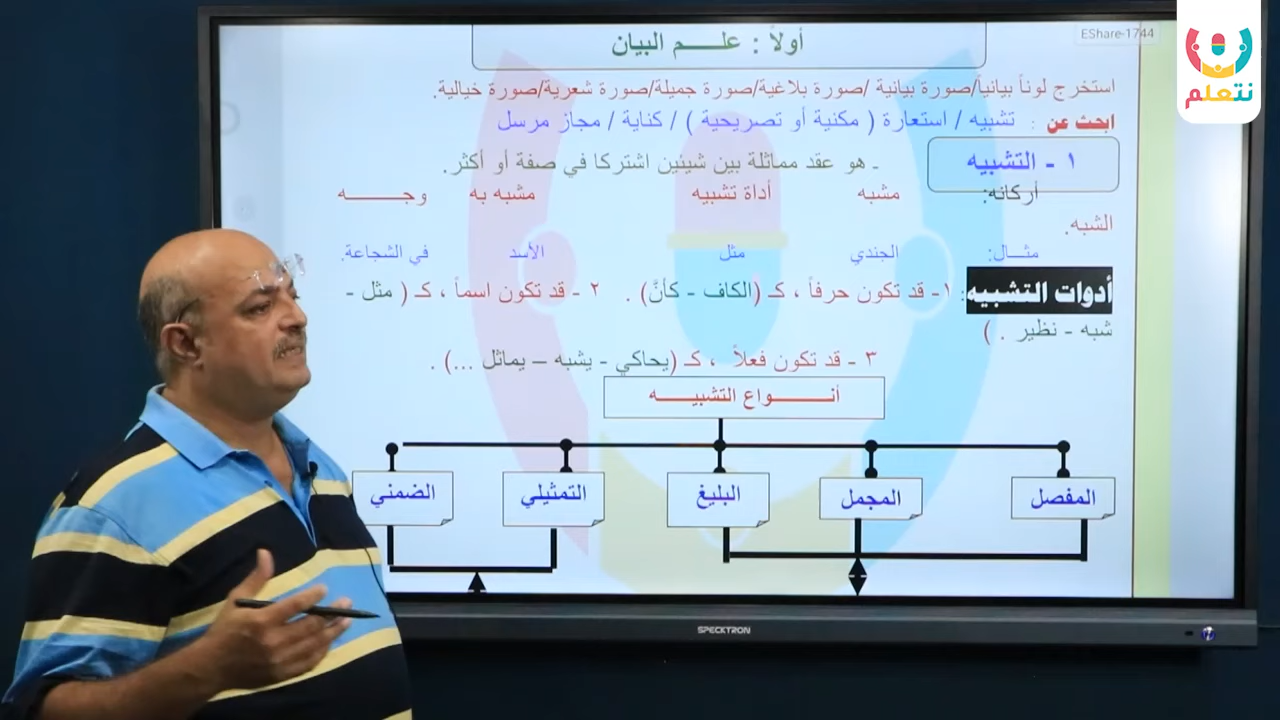 أولاً : علـــم البيان
EShare-1744
نتعلم
استخرج لوناً بيانياً/صورة بيانية /صورة بلاغية/صورة جميلة/صورة شعرية/صورة خيالية.
ابحث عن : تشبيه / استعارة ( مكنية أو تصريحية ) / كناية / مجاز مرسل
١ - التشبيه ـ هو عقد مماثلة بين شيئين اشتركا في صفة أو أكثر.
أركانه: مشبه أداة تشبيه مشبه به وجـــــــه
الشبه.
مثـــال: الجندي مثل الأسد في الشجاعة.
أدوات التشبيه : ١- قد تكون حرفاً ، كـ (الكاف - كأنَّ) . ٢ - قد تكون اسماً ، كـ ( مثل -
شبه - نظير . )
٣ - قد تكون فعلاً ، كـ (يحاكي - يشبه – يماثل ...) .
أنـــــــواع التشبيـــــه
المفصل المجمل البليغ التمثيلي الضمني
SPECKTRON